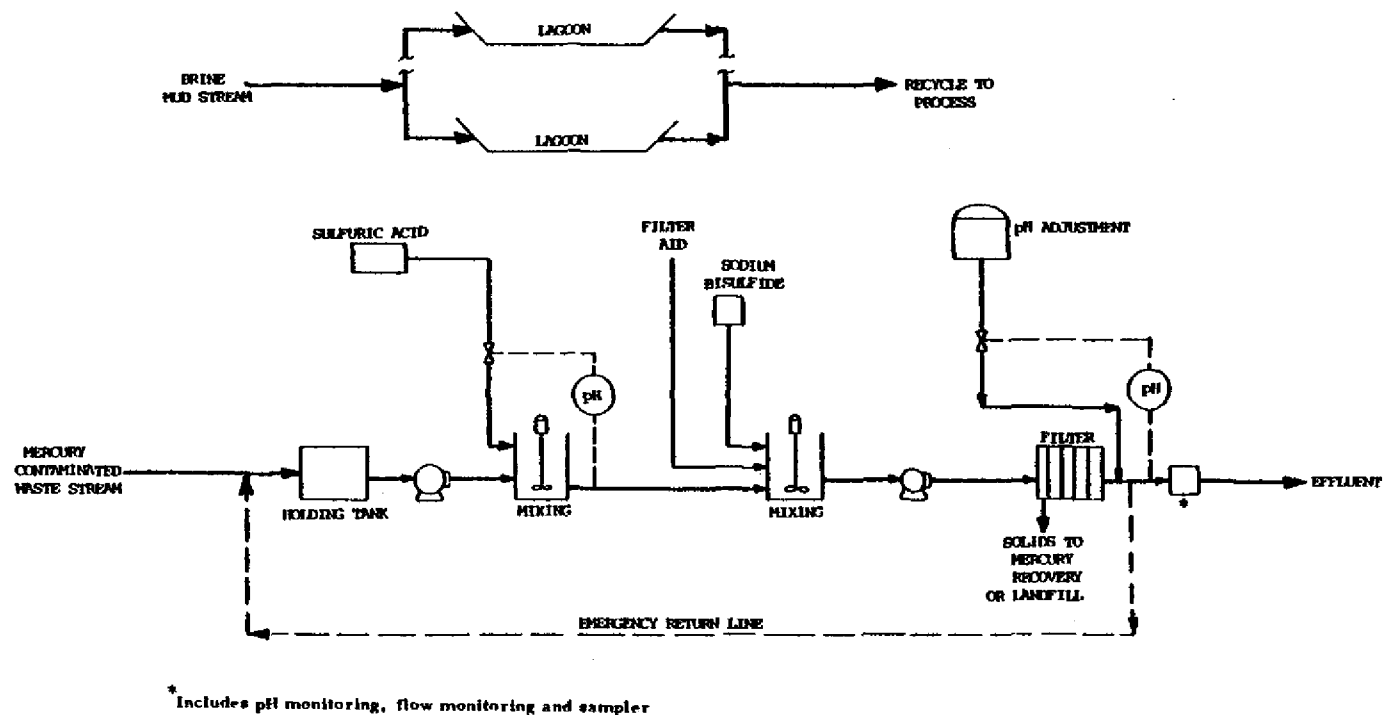 LAGOON
BRINE
MUD STREAM
RECYCLE TO
PROCESS
LAGOON
SULFURIC ACID
FILTER
AID
SODIUM
BISULFIDE
pH ADJUSTMENT
pH
pH
MERCURY
CONTAMINATED
WASTE STREAM
HOLDING TANK
MIXING
MIXING
FILTER
*
EFFLUENT
SOLIDS TO
MERCURY
RECOVERY
OR LANDFILL
EMERGENCY RETURN LINE
*Includes pH monitoring, flow monitoring and sampler